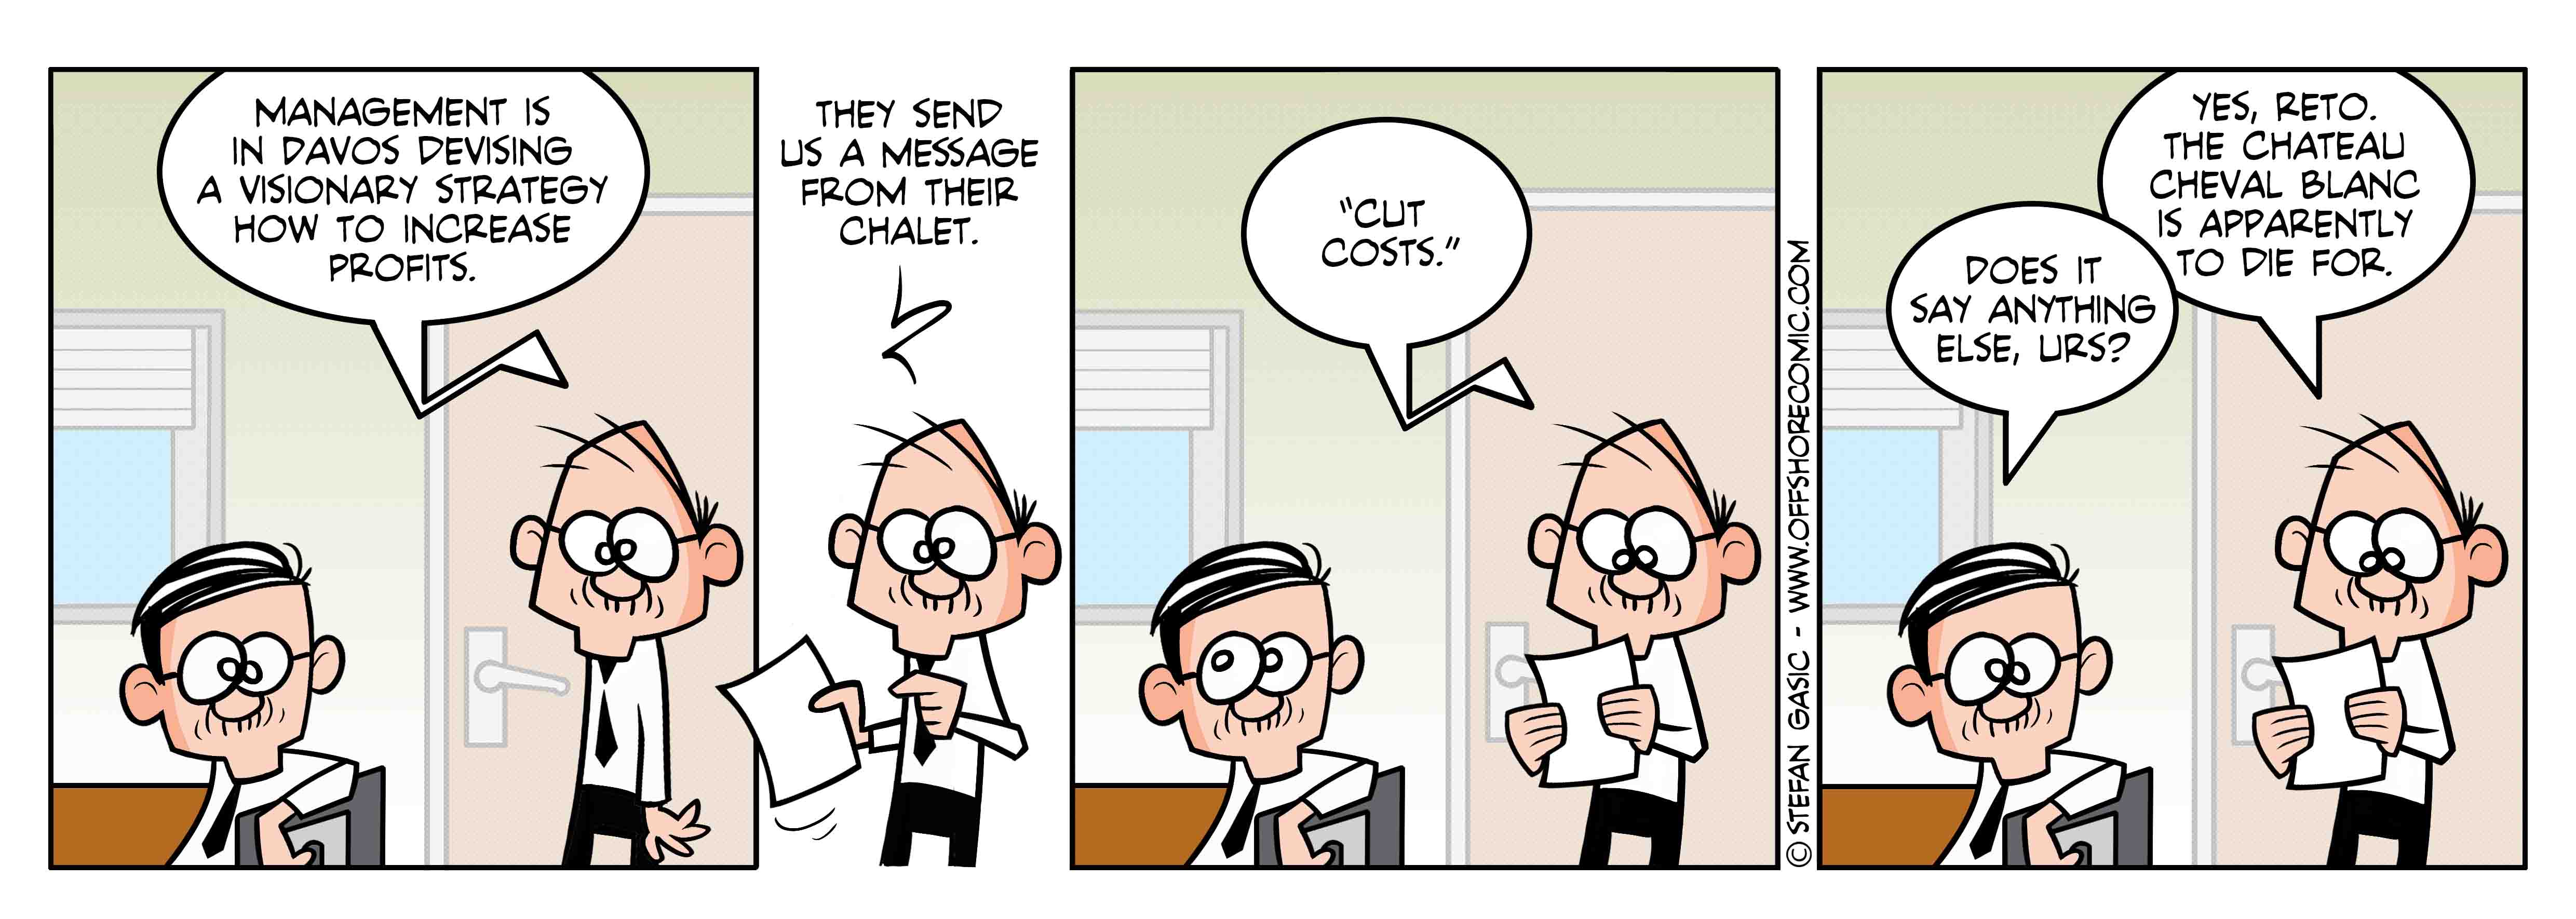 MANAGEMENT IS
IN DAVOS DEVISING
A VISIONARY STRATEGY
HOW TO INCREASE
PROFITS.
THEY SEND
US A MESSAGE
FROM THEIR
CHALET.
"CUT
COSTS."
© STEFAN GASIC - WWW.OFFSHORECOMIC.COM
DOES IT
SAY ANYTHING
ELSE, URS?
YES, RETO.
THE CHATEAU
CHEVAL BLANC
IS APPARENTLY
TO DIE FOR.